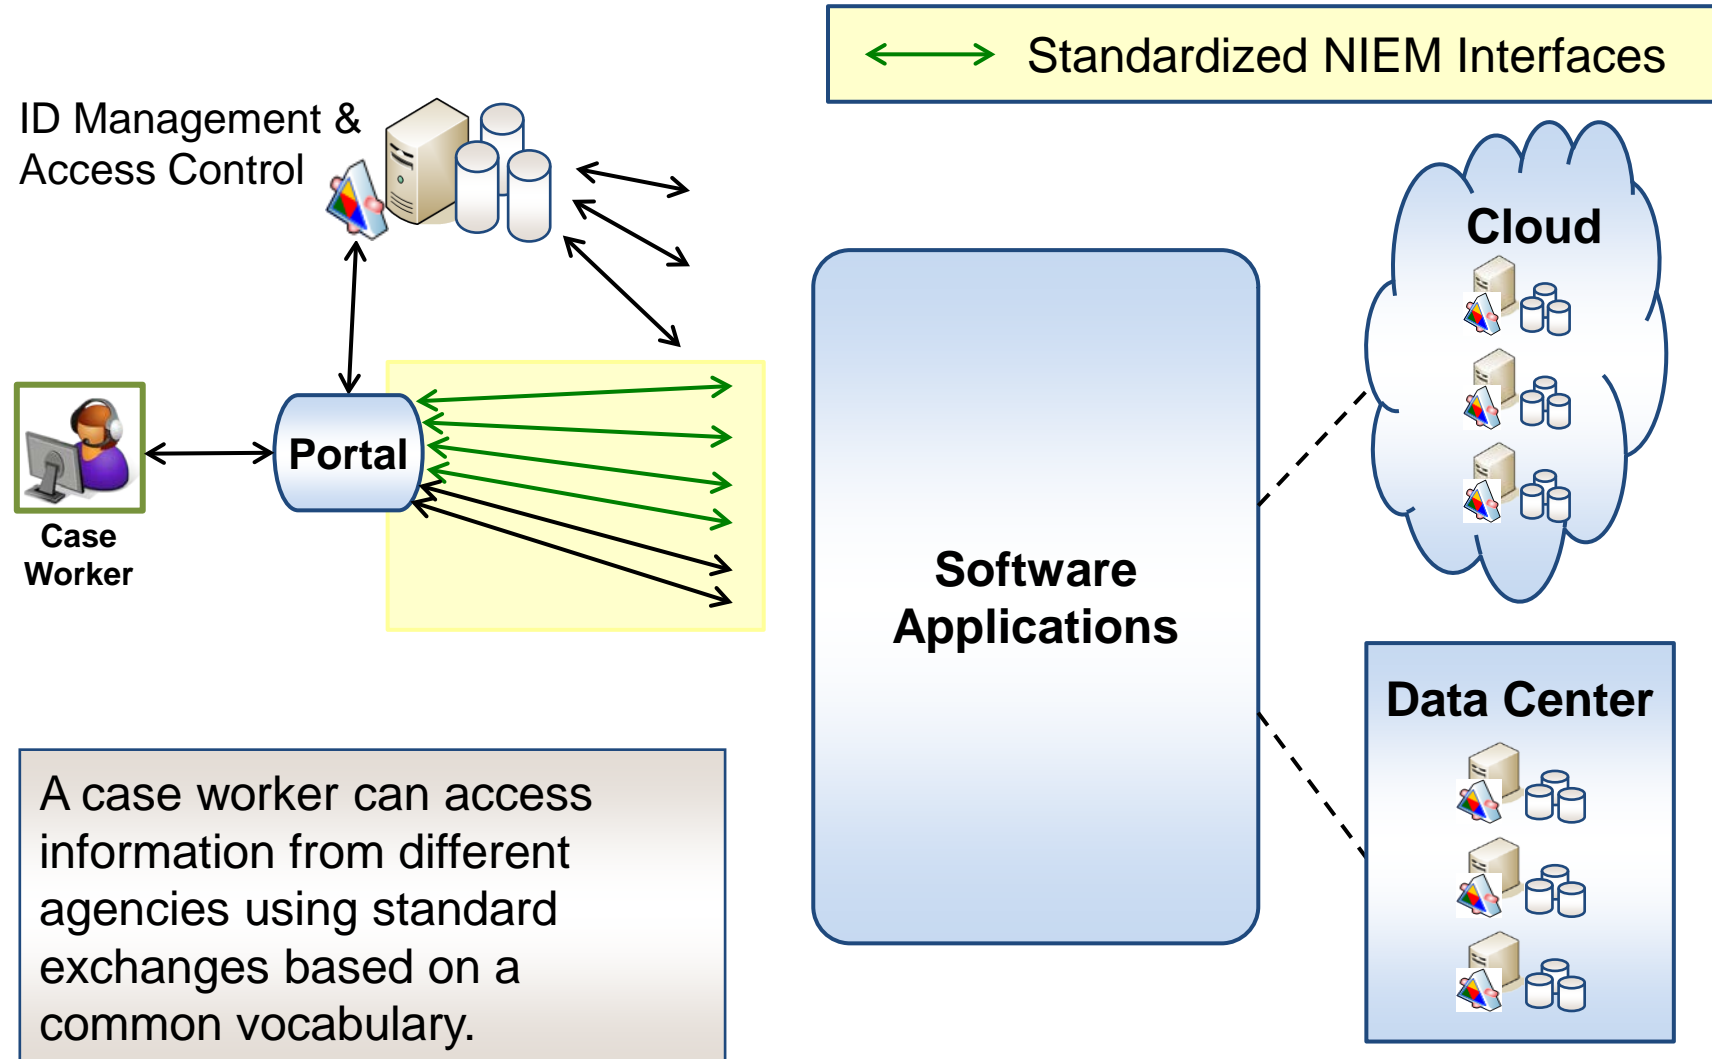 Standardized NIEM Interfaces
ID Management &
Access Control
Cloud
Portal
Case
Worker
Software
Applications
Data Center
A case worker can access
information from different
agencies using standard
exchanges based on a
common vocabulary.